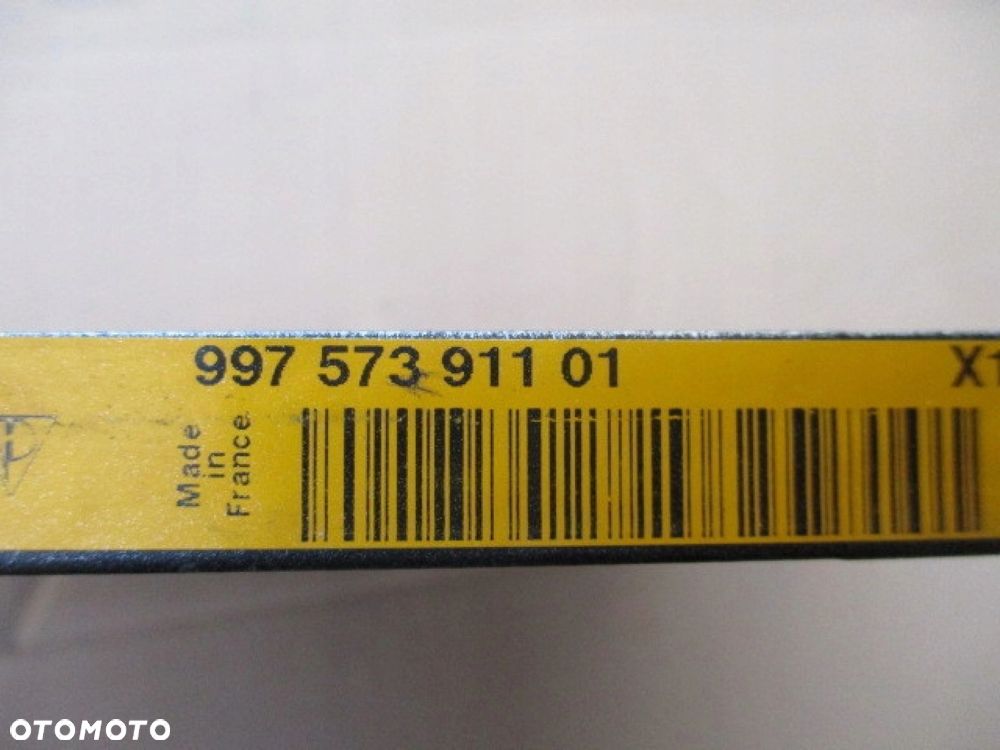 997 573 911 01 X1
Made
in
France
OTOMOTO